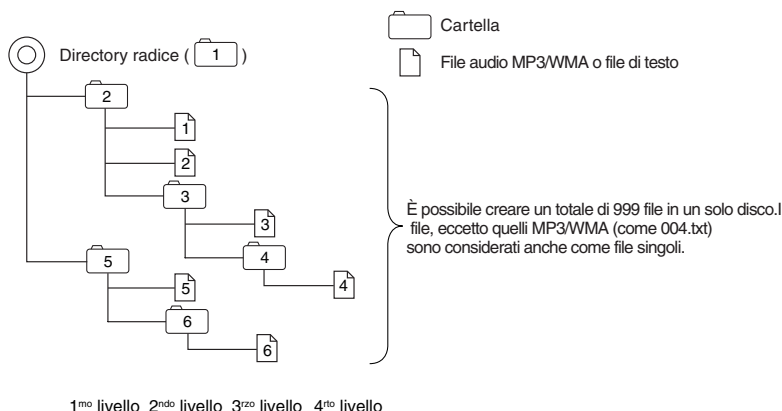 Directory radice ( 1 )
Cartella
File audio MP3/WMA o file di testo
2
1
2
3
3
4
4
5
5
6
6
È possibile creare un totale di 999 file in un solo disco.I
file, eccetto quelli MP3/WMA (come 004.txt)
sono considerati anche come file singoli.
1mo livello 2ndo livello 3rzo livello 4rto livello